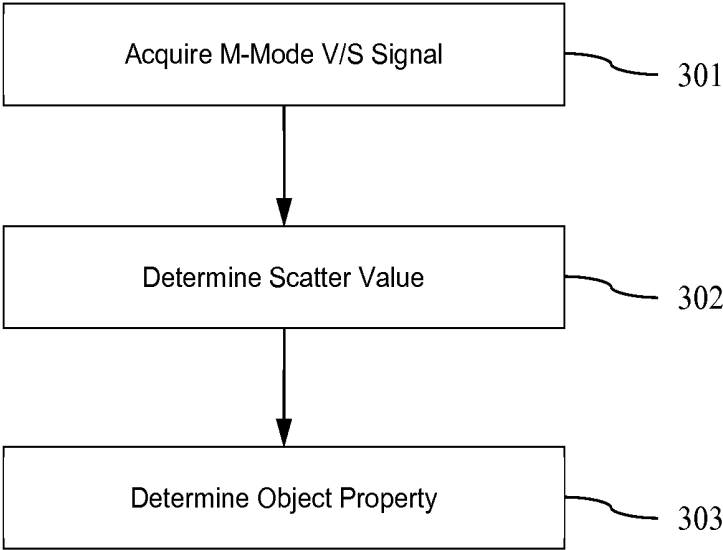 Acquire M-Mode V/S Signal
301
Determine Scatter Value
302
Determine Object Property
303